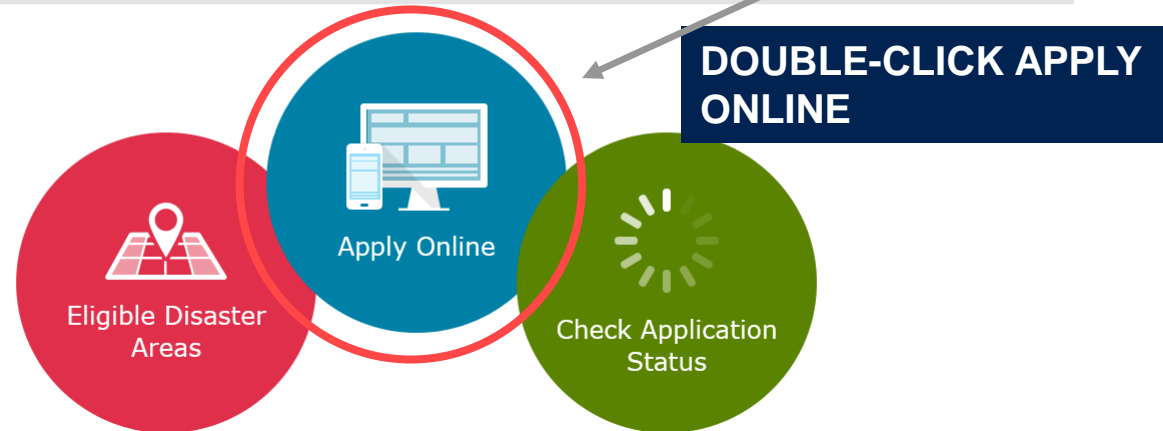 DOUBLE-CLICK APPLY
ONLINE
Apply Online
Eligible Disaster
Areas
Check Application
Status